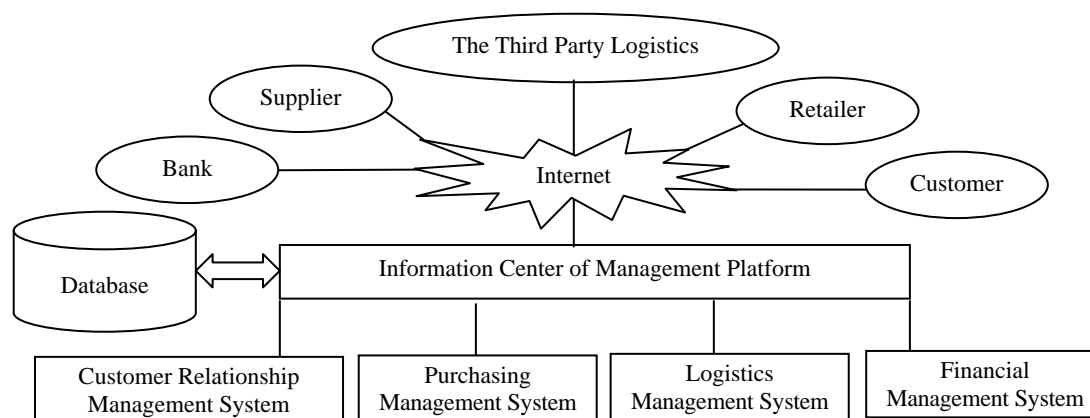 The Third Party Logistics
Supplier
Retailer
Bank
Internet
Customer
Database
Information Center of Management Platform
Customer Relationship
Management System
Purchasing
Management System
Logistics
Management System
Financial
Management System